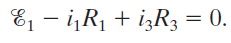 ℰ₁ − i₁R₁ + i₃R₃ = 0.